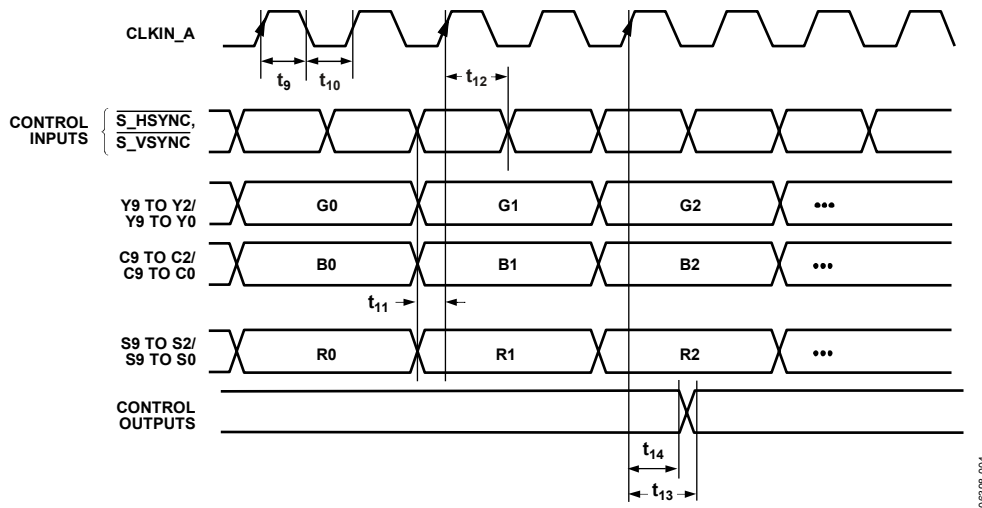 CLKIN_A
t9
t10
t12
CONTROL
INPUTS
S_HSYNC,
S_VSYNC
Y9 TO Y2/
Y9 TO Y0
G0
G1
G2
•••
C9 TO C2/
C9 TO C0
B0
B1
B2
•••
t11
S9 TO S2/
S9 TO S0
R0
R1
R2
•••
CONTROL
OUTPUTS
t14
t13
06398-004